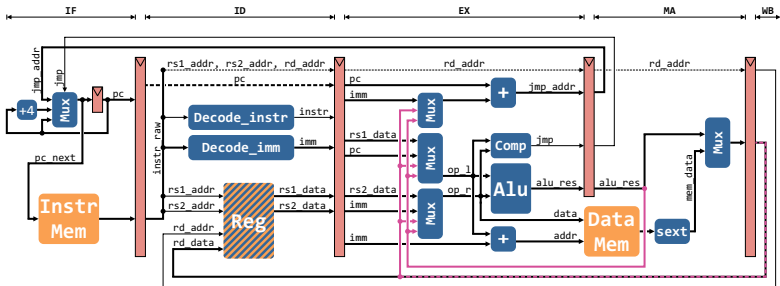 IF ID EX MA WB
rs1_addr, rs2_addr, rd_addr rd_addr rd_addr
jmp_addr
jmp
pc pc pc
+4
Mux
imm
Mux
+
jmp_addr
Decode_instr
instr
instr_raw
rs1_data
Decode_imm
imm
pc
Mux
Comp
jmp
Mux
pc_next
op_l
mem_data
rs1_addr rs1_data rs2_data op_r
Alu
alu_res alu_res
Instr
Mem
rs2_addr rs2_data imm
Mux
Reg
data
Data
Mem
rd_addr
rd_data
imm
+
addr
sext